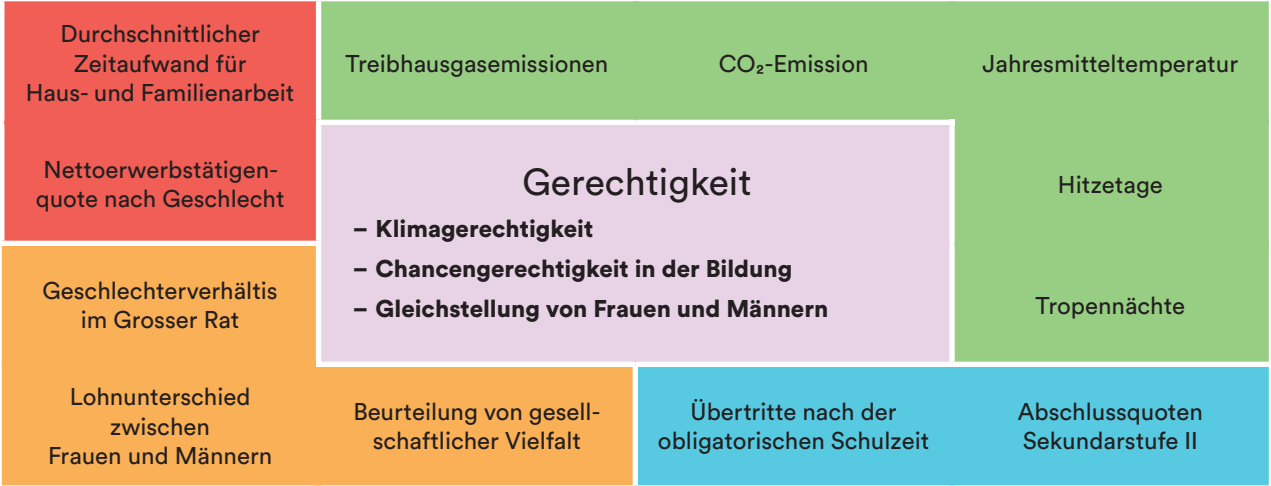 Durchschnittlicher
Zeitaufwand für
Haus- und Familienarbeit
Treibhausgasemissionen
CO₂-Emission
Jahresmitteltemperatur
Nettoerwerbstätigen-
quote nach Geschlecht
Gerechtigkeit
– Klimagerechtigkeit
– Chancengerechtigkeit in der Bildung
– Gleichstellung von Frauen und Männern
Hitzetage
Geschlechterverhältis
im Grosser Rat
Tropennächte
Lohnunterschied
zwischen
Frauen und Männern
Beurteilung von gesell-
schaftlicher Vielfalt
Übertritte nach der
obligatorischen Schulzeit
Abschlussquoten
Sekundarstufe II